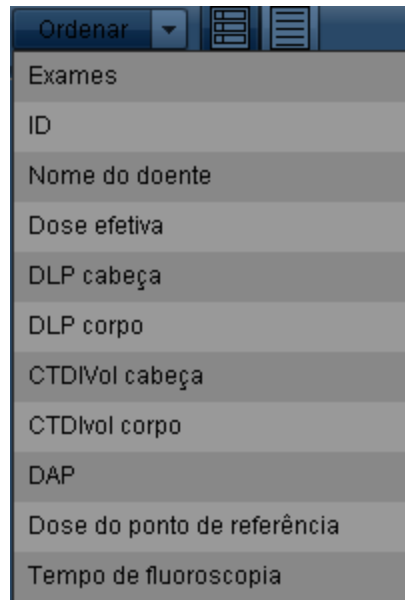 Ordenar
Exames
ID
Nome do doente
Dose efetiva
DLP cabeça
DLP corpo
CTDIVol cabeça
CTDIvol corpo
DAP
Dose do ponto de referência
Tempo de fluoroscopia